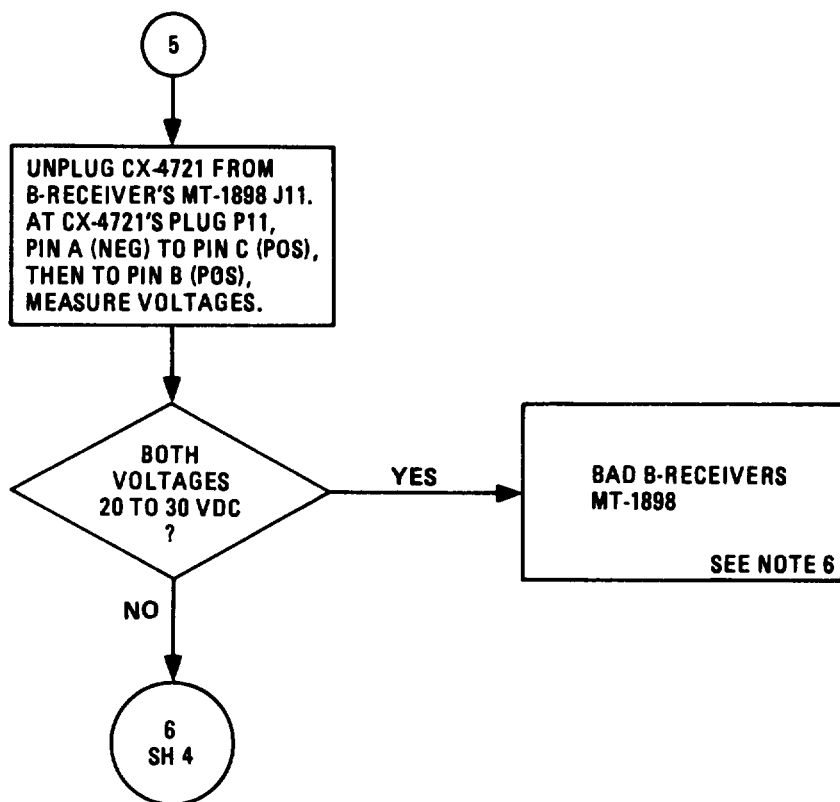 5
UNPLUG CX-4721 FROM
B-RECEIVER'S MT-1898 J11.
AT CX-4721'S PLUG P11,
PIN A (NEG) TO PIN C (POS),
THEN TO PIN B (POS),
MEASURE VOLTAGES.
BOTH
VOLTAGES
20 TO 30 VDC
?
YES
BAD B-RECEIVERS
MT-1898
SEE NOTE 6
NO
6
SH 4